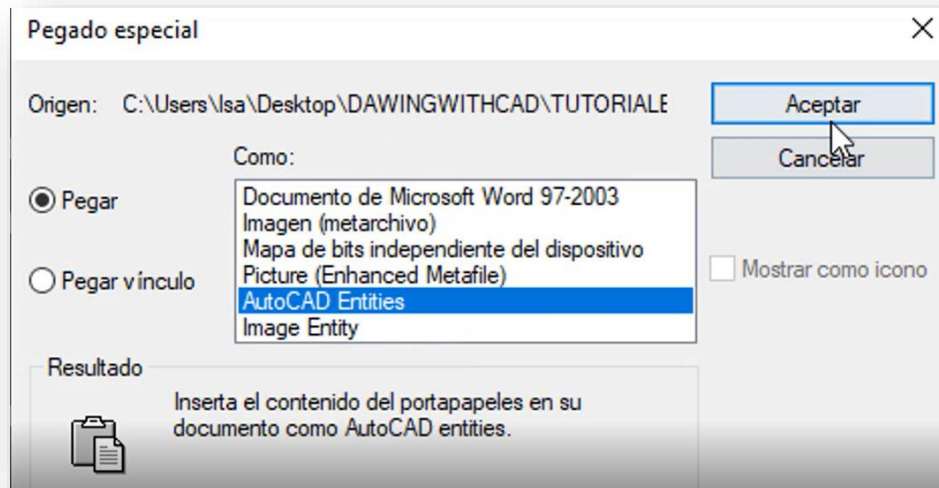 Pegado especial
Origen: C:\Users\Isa\Desktop\DAWINGWITHCAD\TUTORIALE
Aceptar
Como:
Cancelar
Pegar
Documento de Microsoft Word 97-2003
Imagen (metarchivo)
Mapa de bits independiente del dispositivo
Pegar vínculo
Picture (Enhanced Metafile)
Mostrar como icono
AutoCAD Entities
Image Entity
Resultado
Inserta el contenido del portapapeles en su
documento como AutoCAD entities.